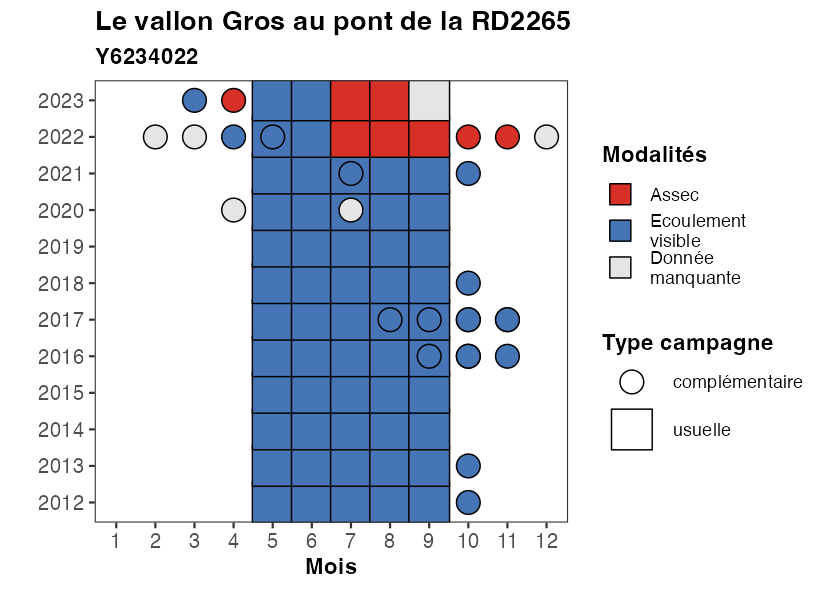 Le vallon Gros au pont de la RD2265
Y6234022
2023
2022
2021
2020
2019
2018
2017
2016
2015
2014
2013
2012
1 2 3 4 5 6 7 8 9 10 11 12
Mois
Modalités
Assec
Ecoulement
visible
Donnée
manquante
Type campagne
complémentaire
usuelle